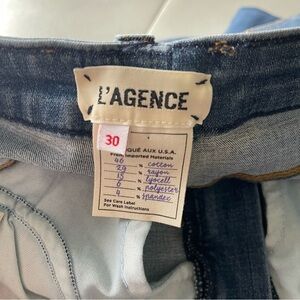 L'AGENCE
30
QUÉ AUX U.S.A.
From Imported Materials
46 % cotton
29 % rayon
15 % lyocell
6 % polyester
4 % spandex
See Care Label
For Wash Instructions